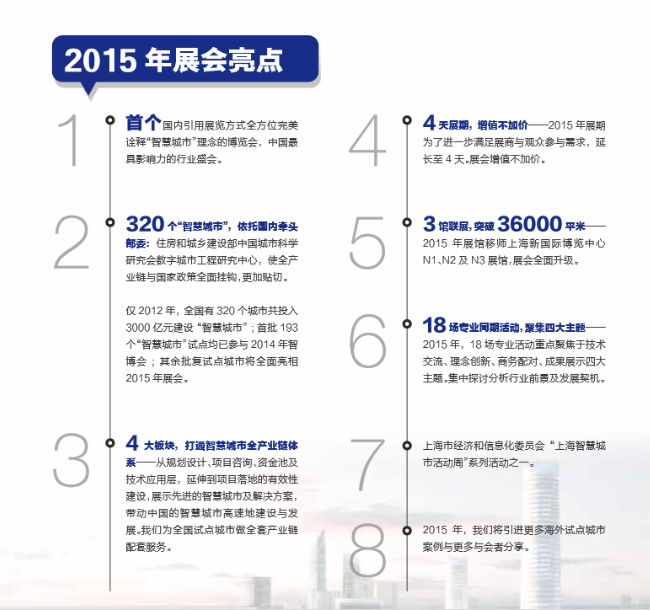 2015 年展会亮点
1
首个国内引用展览方式全方位完美
诠释“智慧城市”理念的博览会，中国最
具影响力的行业盛会。
2
320 个“智慧城市”，依托国内牵头
部委：住房和城乡建设部中国城市科学
研究会数字城市工程研究中心，使全产
业链与国家政策全面挂钩，更加贴切。
仅 2012 年，全国有 320 个城市共投入
3000 亿元建设 “智慧城市”；首批 193
个“智慧城市”试点均已参与 2014 年智
博会；其余批复试点城市将全面亮相
2015 年展会。
3
4 大板块，打通智慧城市全产业链体
系——从规划设计、项目咨询、资金池及
技术应用层，延伸到项目落地的有效性
建设，展示先进的智慧城市及解决方案，
带动中国的智慧城市高速地建设与发
展。我们为全国试点城市做全套产业链
配套服务。
4
4 天展期，增值不加价——2015 年展期
为了进一步满足展商与观众参与需求，延
长至 4 天。展会增值不加价。
5
3 馆联展，突破 36000 平米——
2015 年展馆移师上海新国际博览中心
N1、N2 及 N3 展馆，展会全面升级。
6
18 场专业同期活动，聚集四大主题——
2015 年，18 场专业活动重点聚焦于技术
交流、理念创新、商务配对、成果展示四大
主题。集中探讨分析行业前景及发展契机。
7
上海市经济和信息化委员会 “上海智慧城
市活动周”系列活动之一。
8
2015 年，我们将引进更多海外试点城市
案例与更多与会者分享。